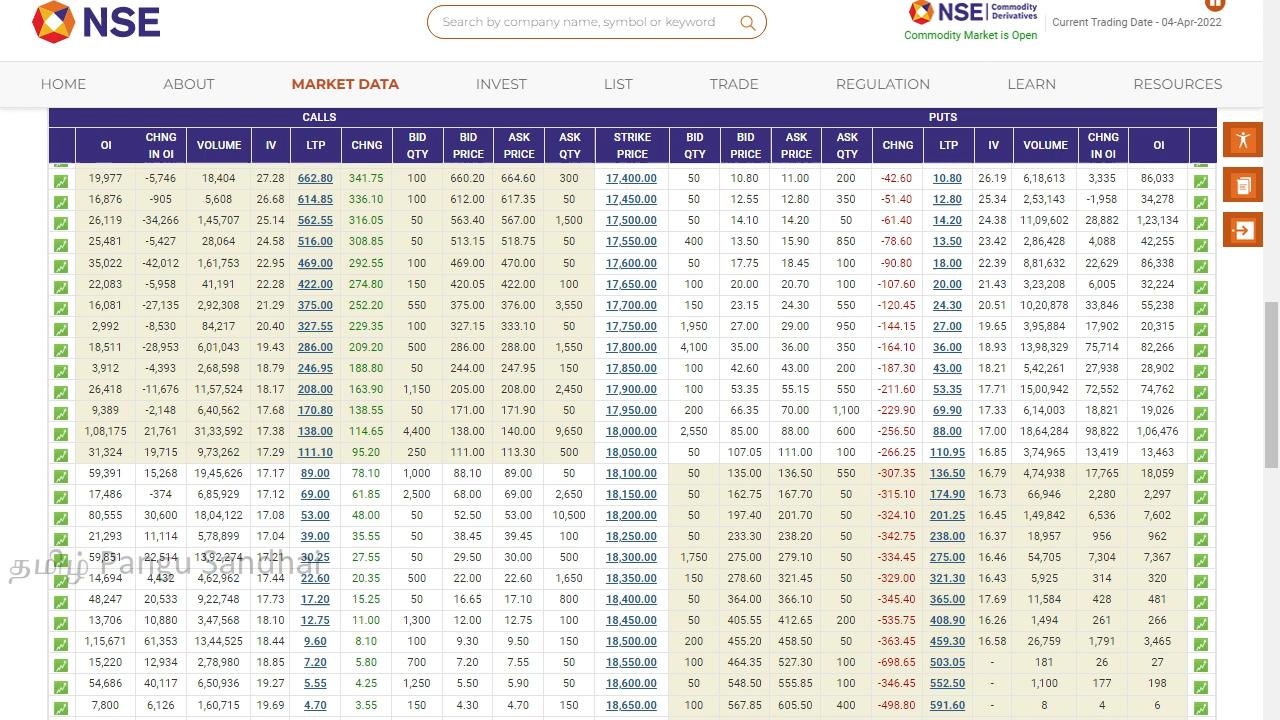 NSE
Search by company name, symbol or keyword
NSE Commodity Derivatives
Commodity Market is Open
Current Trading Date - 04-Apr-2022
HOME ABOUT MARKET DATA INVEST LIST TRADE REGULATION LEARN RESOURCES
CALLS PUTS
OI CHNG IN OI VOLUME IV LTP CHNG BID QTY BID PRICE ASK PRICE ASK QTY STRIKE PRICE BID QTY BID PRICE ASK PRICE ASK QTY CHNG LTP IV VOLUME CHNG IN OI OI
19,977 -5,746 18,404 27.28 662.80 341.75 100 660.20 300 17,400.00 50 10.80 11.00 200 -42.60 10.80 26.19 6,18,613 3,335 86,033
16,876 -905 5,608 26.68 614.85 336.10 100 612.00 617.35 50 17,450.00 50 12.55 12.80 350 -51.40 12.80 25.34 2,53,143 -1,958 34,278
26,119 -34,266 1,45,707 25.14 562.55 316.05 50 563.40 567.00 1,500 17,500.00 50 14.10 14.20 50 -61.40 14.20 24.38 11,09,602 28,882 1,23,134
25,481 -5,427 28,064 24.58 516.00 308.85 50 513.15 518.75 50 17,550.00 400 13.50 15.90 850 -78.60 13.50 23.42 2,86,428 4,088 42,255
35,022 -42,012 1,61,753 22.95 469.00 292.55 100 469.00 470.00 50 17,600.00 50 17.75 18.45 100 -90.80 18.00 22.39 8,81,632 22,629 86,338
22,083 -5,958 41,191 22.28 422.00 274.80 150 420.05 422.00 100 17,650.00 100 20.00 20.70 100 -107.60 20.00 21.43 3,23,208 6,005 32,224
16,081 -27,135 2,92,308 21.29 375.00 252.20 550 375.00 376.00 3,550 17,700.00 150 23.15 24.30 550 -120.45 24.30 20.51 10,20,878 33,846 55,238
2,992 -8,530 84,217 20.40 327.55 229.35 100 327.15 333.10 50 17,750.00 1,950 27.00 29.00 950 -144.15 27.00 19.65 3,95,884 17,902 20,315
18,511 -28,953 6,01,043 19.43 286.00 209.20 500 286.00 288.00 1,550 17,800.00 4,100 35.00 36.00 350 -164.10 36.00 18.93 13,98,329 75,714 82,266
3,912 -4,393 2,68,598 18.79 246.95 188.80 50 244.00 247.95 150 17,850.00 100 42.60 43.00 200 -187.30 43.00 18.21 5,42,261 27,938 28,902
26,418 -11,676 11,57,524 18.17 208.00 163.90 1,150 205.00 208.00 2,450 17,900.00 100 53.35 55.15 550 -211.60 53.35 17.71 15,00,942 72,552 74,762
9,389 -2,148 6,40,562 17.68 170.80 138.55 50 171.00 171.90 50 17,950.00 200 66.35 70.00 1,100 -229.90 69.90 17.33 6,14,003 18,821 19,026
1,08,175 21,761 31,33,592 17.38 138.00 114.65 4,400 138.00 140.00 9,650 18,000.00 2,550 85.00 88.00 600 -256.50 88.00 17.00 18,64,284 98,822 1,06,476
31,324 19,715 9,73,262 17.29 111.10 95.20 250 111.00 113.30 500 18,050.00 50 107.05 111.00 100 -266.25 110.95 16.85 3,74,965 13,419 13,463
59,391 15,268 19,45,626 17.17 89.00 78.10 1,000 88.10 89.00 50 18,100.00 50 135.00 136.50 550 -307.35 136.50 16.79 4,74,938 17,765 18,059
17,486 -374 6,85,929 17.12 69.00 61.85 2,500 68.00 69.00 2,650 18,150.00 50 162.75 167.70 50 -315.10 174.90 16.73 66,946 2,280 2,297
80,555 30,600 18,04,122 17.08 53.00 48.00 50 52.50 53.00 10,500 18,200.00 50 197.40 201.70 50 -324.10 201.25 16.45 1,49,842 6,536 7,602
21,293 11,114 5,78,899 17.04 39.00 35.55 50 38.45 39.45 100 18,250.00 50 233.30 238.20 50 -342.75 238.00 16.37 18,957 956 962
59,851 22,514 13,92,274 17.21 30.25 27.55 50 29.80 30.00 500 18,300.00 1,750 275.00 279.10 50 -334.45 275.00 16.46 54,705 7,304 7,367
தமிழ் Pangu Sandhai
14,694 4,432 4,62,962 17.44 22.60 20.35 500 22.00 22.60 1,650 18,350.00 150 278.60 321.45 50 -329.00 321.30 16.43 5,925 314 320
48,247 20,533 9,22,748 17.73 17.20 15.25 50 16.65 17.10 800 18,400.00 50 364.00 366.10 50 -345.40 365.00 17.69 11,584 428 481
13,706 10,880 3,47,568 18.10 12.75 11.00 1,300 12.00 12.75 100 18,450.00 50 405.55 412.65 200 -535.75 408.90 16.26 1,494 261 266
1,15,671 61,353 13,44,525 18.44 9.60 8.10 100 9.30 9.50 150 18,500.00 200 455.20 458.50 50 -363.45 459.30 16.58 26,759 1,791 3,465
15,220 12,934 2,78,980 18.85 7.20 5.80 700 7.20 7.55 50 18,550.00 100 464.35 527.30 100 -698.65 503.05 - 181 26 27
54,686 40,117 6,50,936 19.27 5.55 4.25 1,250 5.50 5.90 50 18,600.00 50 548.50 555.85 100 -346.45 552.50 - 1,100 177 198
7,800 6,126 1,60,715 19.69 4.70 3.55 150 4.30 4.70 150 18,650.00 100 567.85 605.50 400 -498.80 591.60 - 8 4 6